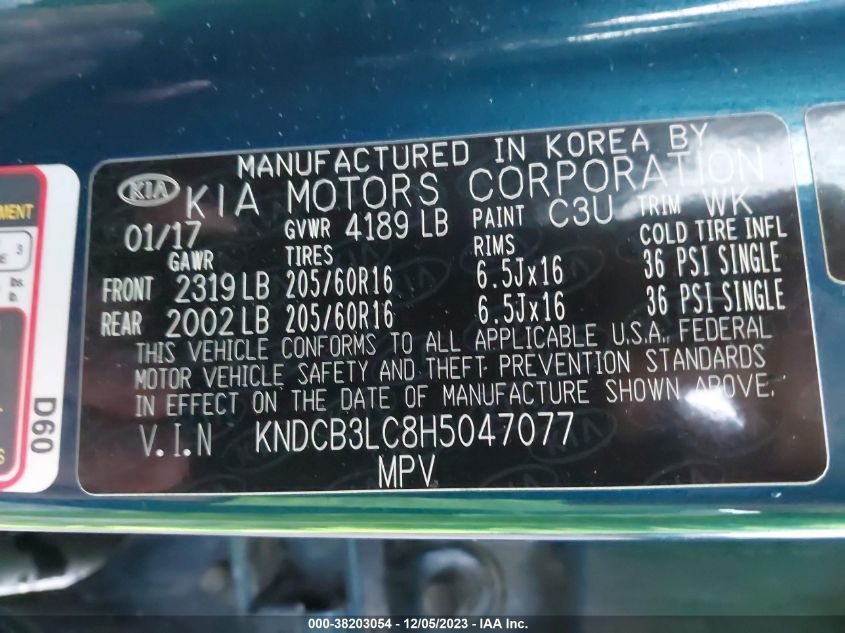 MANUFACTURED IN KOREA BY
KIA KIA MOTORS CORPORATION
01/17 GVWR 4189 LB PAINT C3U TRIM WK
GAWR TIRES RIMS COLD TIRE INFL
FRONT 2319 LB 205/60R16 6.5Jx16 36 PSI SINGLE
REAR 2002 LB 205/60R16 6.5Jx16 36 PSI SINGLE
THIS VEHICLE CONFORMS TO ALL APPLICABLE U.S.A. FEDERAL
MOTOR VEHICLE SAFETY AND THEFT PREVENTION STANDARDS
IN EFFECT ON THE DATE OF MANUFACTURE SHOWN ABOVE.
V.I.N KNDCB3LC8H5047077
MPV
D60
000-38203054 - 12/05/2023 - IAA Inc.